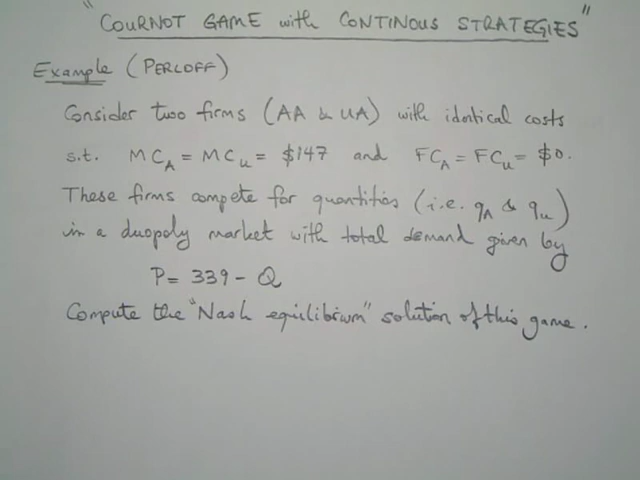 "COURNOT GAME with CONTINOUS STRATEGIES"
Example (PERLOFF)
Consider two firms (AA & UA) with identical costs
s.t. MC_A = MC_U = $147 and FC_A = FC_U = $0.
These firms compete for quantities (i.e. q_A & q_U)
in a duopoly market with total demand given by
P = 339 - Q
Compute the "Nash equilibrium" solution of this game.